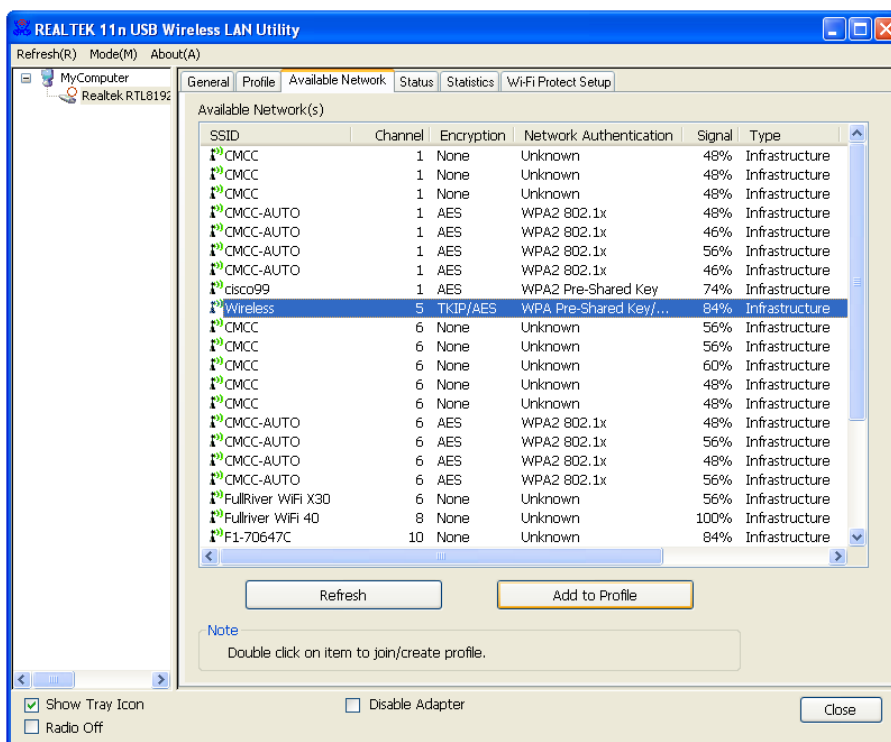 REALTEK 11n USB Wireless LAN Utility
Refresh(R) Mode(M) About(A)
MyComputer
Realtek RTL8192
General Profile Available Network Status Statistics Wi-Fi Protect Setup
Available Network(s)
SSID Channel Encryption Network Authentication Signal Type
CMCC 1 None Unknown 48% Infrastructure
CMCC 1 None Unknown 48% Infrastructure
CMCC 1 None Unknown 48% Infrastructure
CMCC-AUTO 1 AES WPA2 802.1x 48% Infrastructure
CMCC-AUTO 1 AES WPA2 802.1x 46% Infrastructure
CMCC-AUTO 1 AES WPA2 802.1x 56% Infrastructure
CMCC-AUTO 1 AES WPA2 802.1x 46% Infrastructure
cisco99 1 AES WPA2 Pre-Shared Key 74% Infrastructure
Wireless 5 TKIP/AES WPA Pre-Shared Key/... 84% Infrastructure
CMCC 6 None Unknown 56% Infrastructure
CMCC 6 None Unknown 56% Infrastructure
CMCC 6 None Unknown 60% Infrastructure
CMCC 6 None Unknown 48% Infrastructure
CMCC 6 None Unknown 48% Infrastructure
CMCC-AUTO 6 AES WPA2 802.1x 48% Infrastructure
CMCC-AUTO 6 AES WPA2 802.1x 56% Infrastructure
CMCC-AUTO 6 AES WPA2 802.1x 48% Infrastructure
CMCC-AUTO 6 AES WPA2 802.1x 56% Infrastructure
FullRiver WiFi X30 6 None Unknown 56% Infrastructure
Fullriver WiFi 40 8 None Unknown 100% Infrastructure
F1-70647C 10 None Unknown 84% Infrastructure
Refresh Add to Profile
Note
Double click on item to join/create profile.
Show Tray Icon Disable Adapter
Radio Off
Close